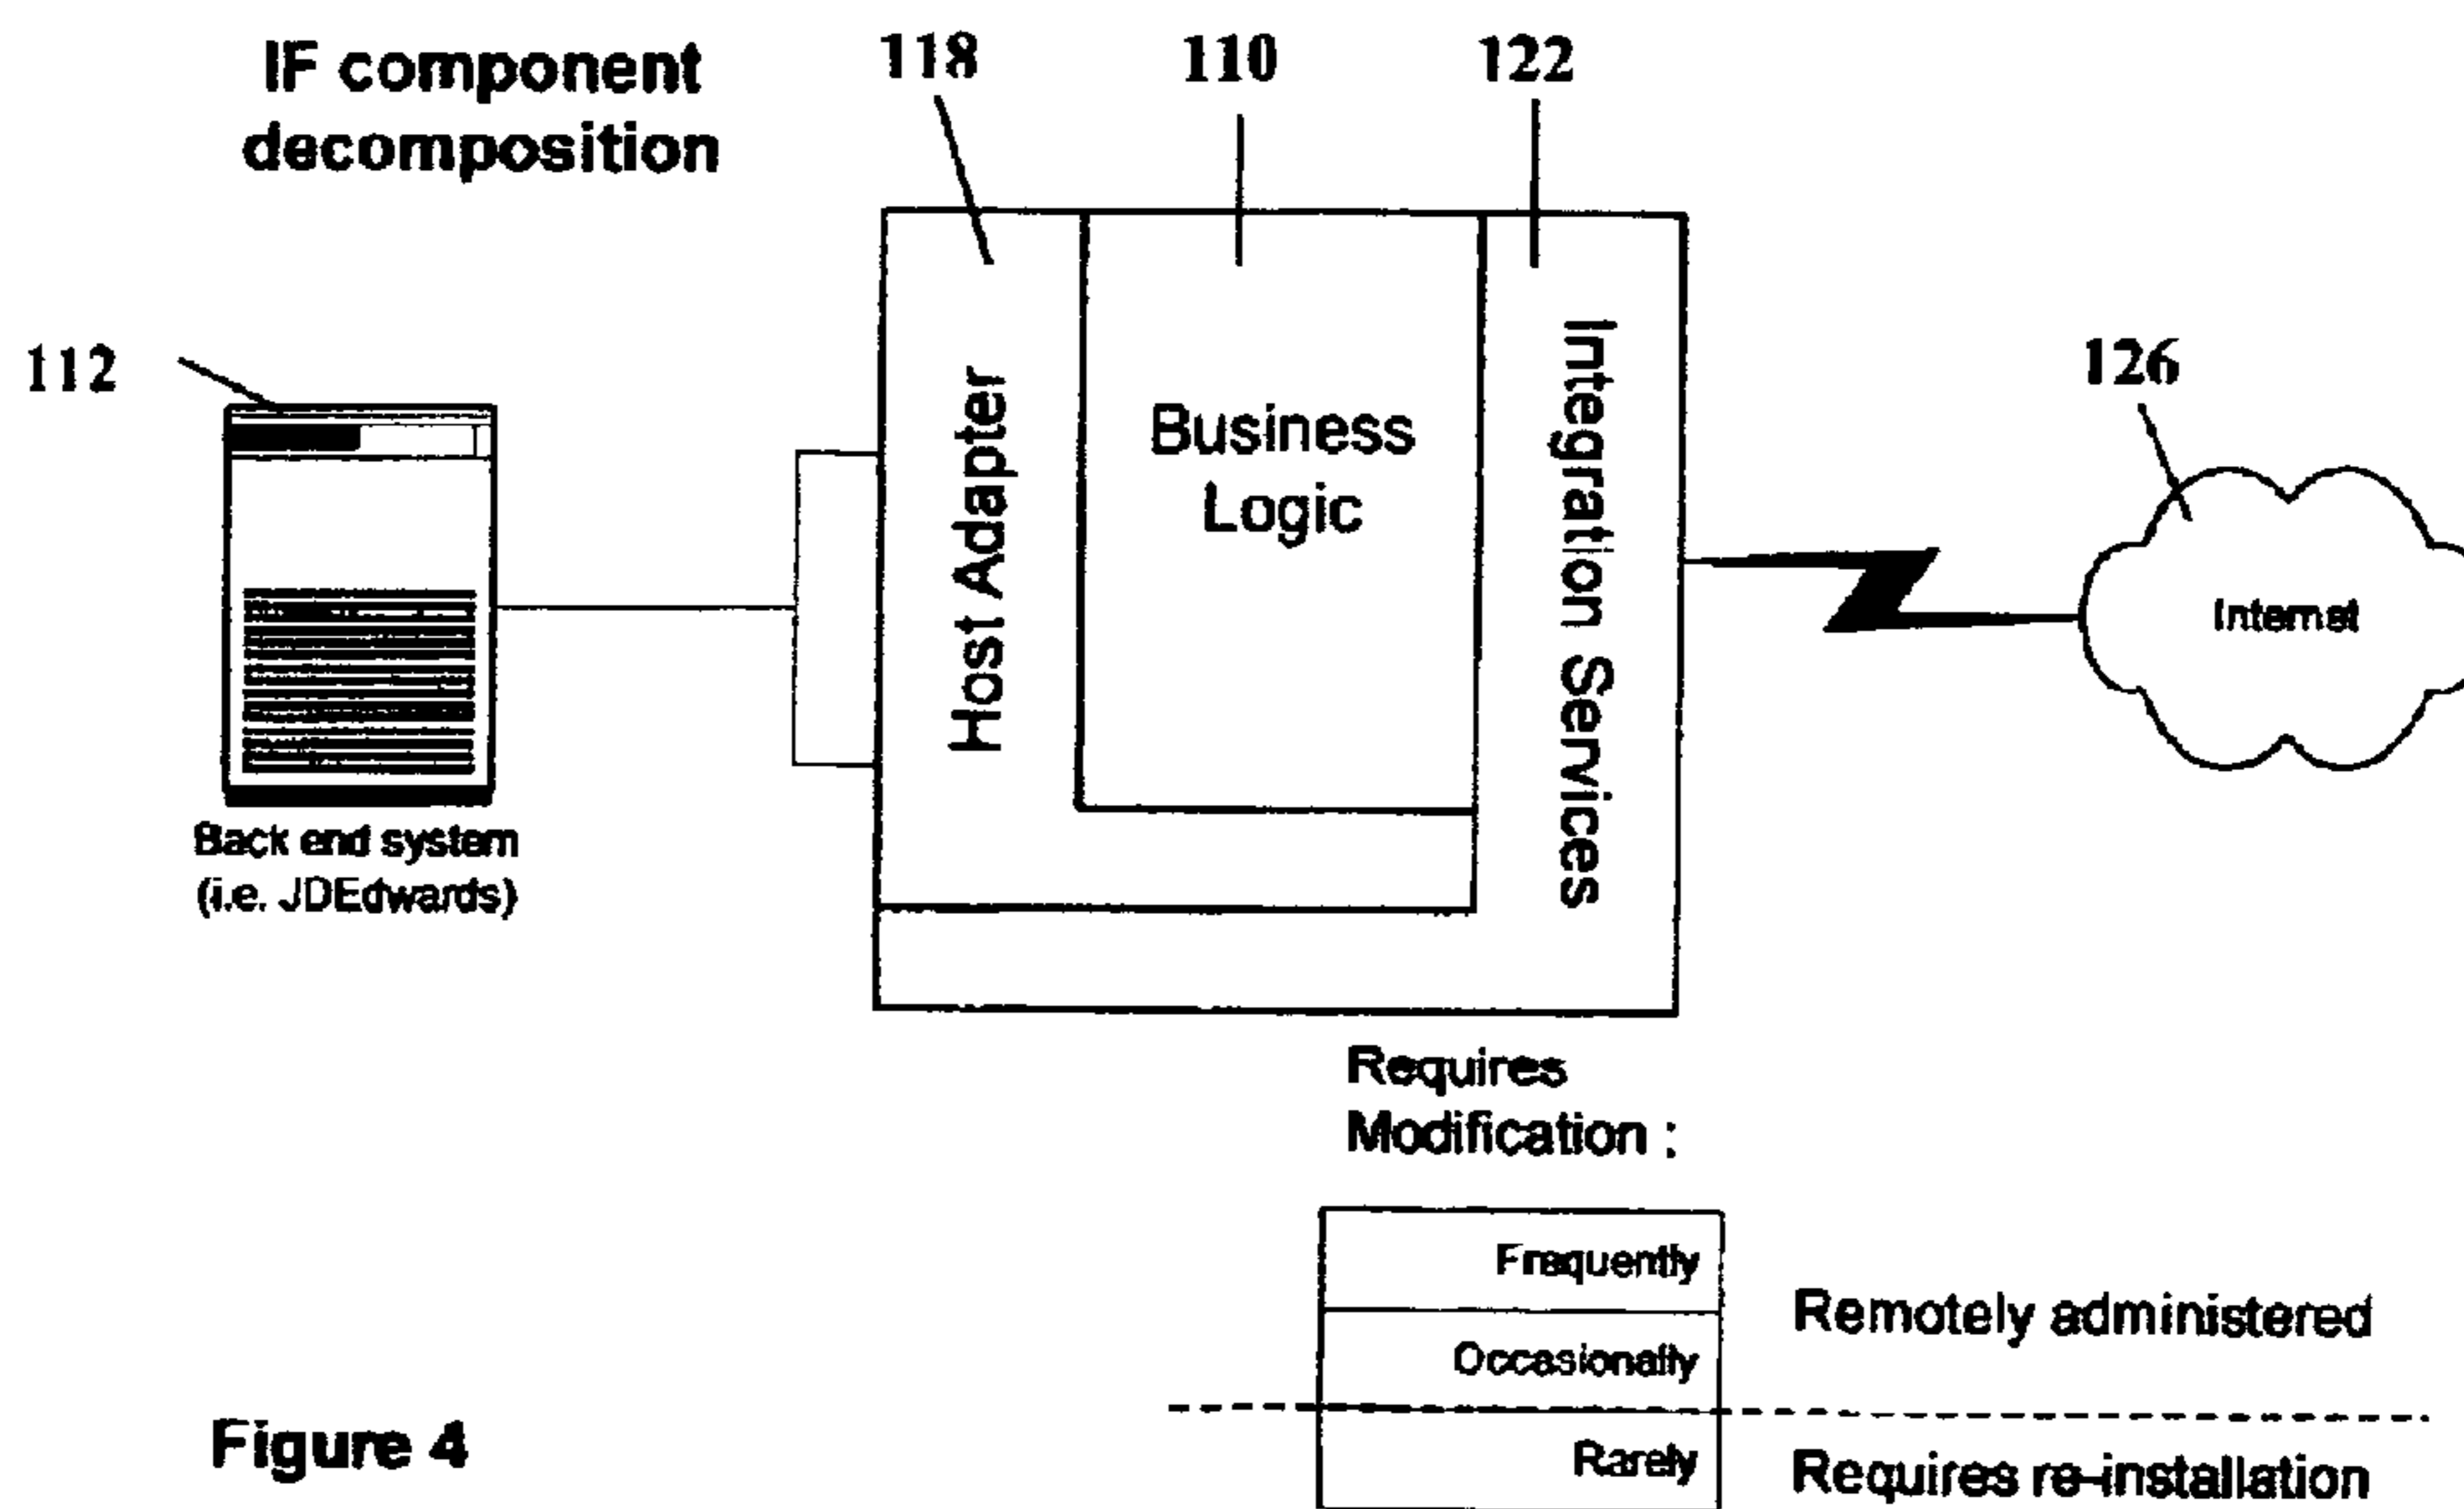 IF component
decomposition
118
110
122
112
126
Host Adapter
Business
Logic
Integration Services
Internet
Back end system
(i.e. JDEdwards)
Requires
Modification :
Frequently
Occasionally
Rarely
Remotely administered
Requires re-installation
Figure 4